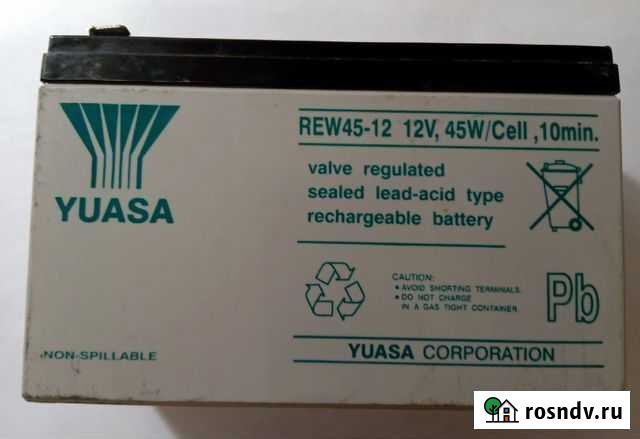 YUASA
NON-SPILLABLE
REW45-12 12V, 45W/Cell ,10min.
valve regulated
sealed lead-acid type
rechargeable battery
CAUTION:
• AVOID SHORTING TERMINALS.
• DO NOT CHARGE
IN A GAS TIGHT CONTAINER.
Pb
YUASA CORPORATION
rosndv.ru